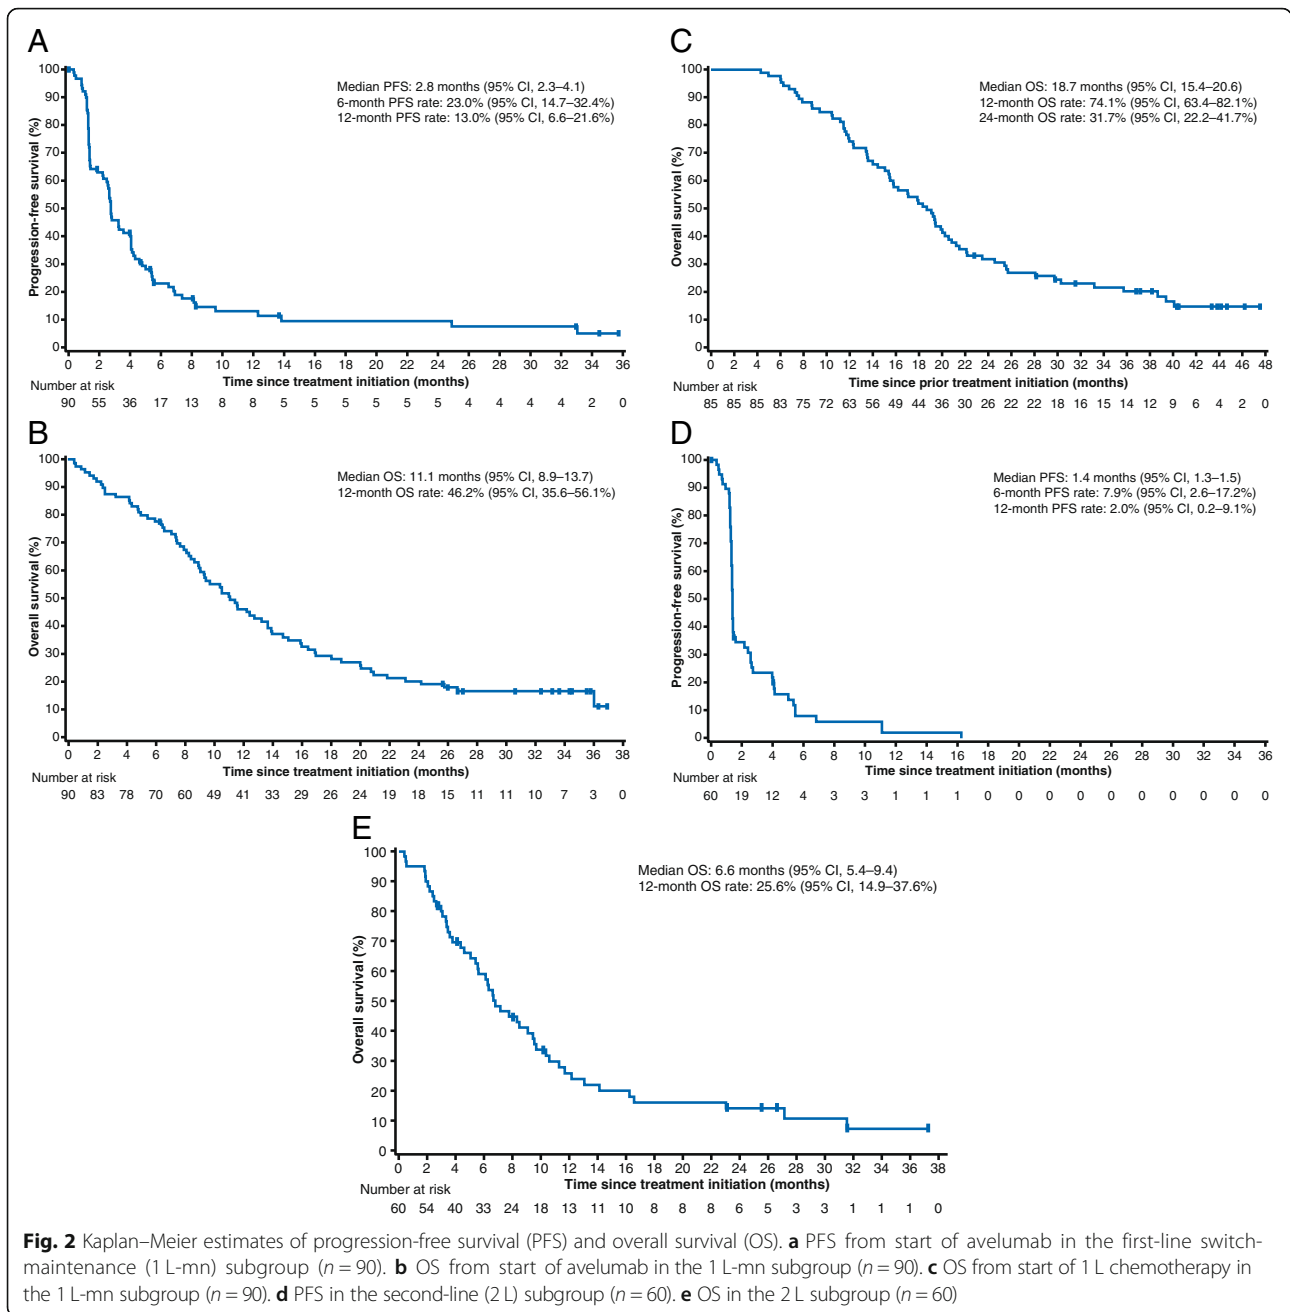 A
Median PFS: 2.8 months (95% CI, 2.3–4.1)
6-month PFS rate: 23.0% (95% CI, 14.7–32.4%)
12-month PFS rate: 13.0% (95% CI, 6.6–21.6%)
Progression-free survival (%)
100
90
80
70
60
50
40
30
20
10
0
0 2 4 6 8 10 12 14 16 18 20 22 24 26 28 30 32 34 36
Time since treatment initiation (months)
Number at risk
90 55 36 17 13 8 8 5 5 5 5 5 5 4 4 4 4 2 0
C
Median OS: 18.7 months (95% CI, 15.4–20.6)
12-month OS rate: 74.1% (95% CI, 63.4–82.1%)
24-month OS rate: 31.7% (95% CI, 22.2–41.7%)
Overall survival (%)
100
90
80
70
60
50
40
30
20
10
0
0 2 4 6 8 10 12 14 16 18 20 22 24 26 28 30 32 34 36 38 40 42 44 46 48
Time since prior treatment initiation (months)
Number at risk
85 85 85 83 75 72 63 56 49 44 36 30 26 22 22 18 16 15 14 12 9 6 4 2 0
B
Median OS: 11.1 months (95% CI, 8.9–13.7)
12-month OS rate: 46.2% (95% CI, 35.6–56.1%)
Overall survival (%)
100
90
80
70
60
50
40
30
20
10
0
0 2 4 6 8 10 12 14 16 18 20 22 24 26 28 30 32 34 36 38
Time since treatment initiation (months)
Number at risk
90 83 78 70 60 49 41 33 29 26 24 19 18 15 11 11 10 7 3 0
D
Median PFS: 1.4 months (95% CI, 1.3–1.5)
6-month PFS rate: 7.9% (95% CI, 2.6–17.2%)
12-month PFS rate: 2.0% (95% CI, 0.2–9.1%)
Progression-free survival (%)
100
90
80
70
60
50
40
30
20
10
0
0 2 4 6 8 10 12 14 16 18 20 22 24 26 28 30 32 34 36
Time since treatment initiation (months)
Number at risk
60 19 12 4 3 3 1 1 1 0 0 0 0 0 0 0 0 0 0
E
Median OS: 6.6 months (95% CI, 5.4–9.4)
12-month OS rate: 25.6% (95% CI, 14.9–37.6%)
Overall survival (%)
100
90
80
70
60
50
40
30
20
10
0
0 2 4 6 8 10 12 14 16 18 20 22 24 26 28 30 32 34 36 38
Time since treatment initiation (months)
Number at risk
60 54 40 33 24 18 13 11 10 8 8 8 6 5 3 3 1 1 1 0
Fig. 2 Kaplan–Meier estimates of progression-free survival (PFS) and overall survival (OS). a PFS from start of avelumab in the first-line switch-
maintenance (1 L-mn) subgroup (n = 90). b OS from start of avelumab in the 1 L-mn subgroup (n = 90). c OS from start of 1 L chemotherapy in
the 1 L-mn subgroup (n = 90). d PFS in the second-line (2 L) subgroup (n = 60). e OS in the 2 L subgroup (n = 60)